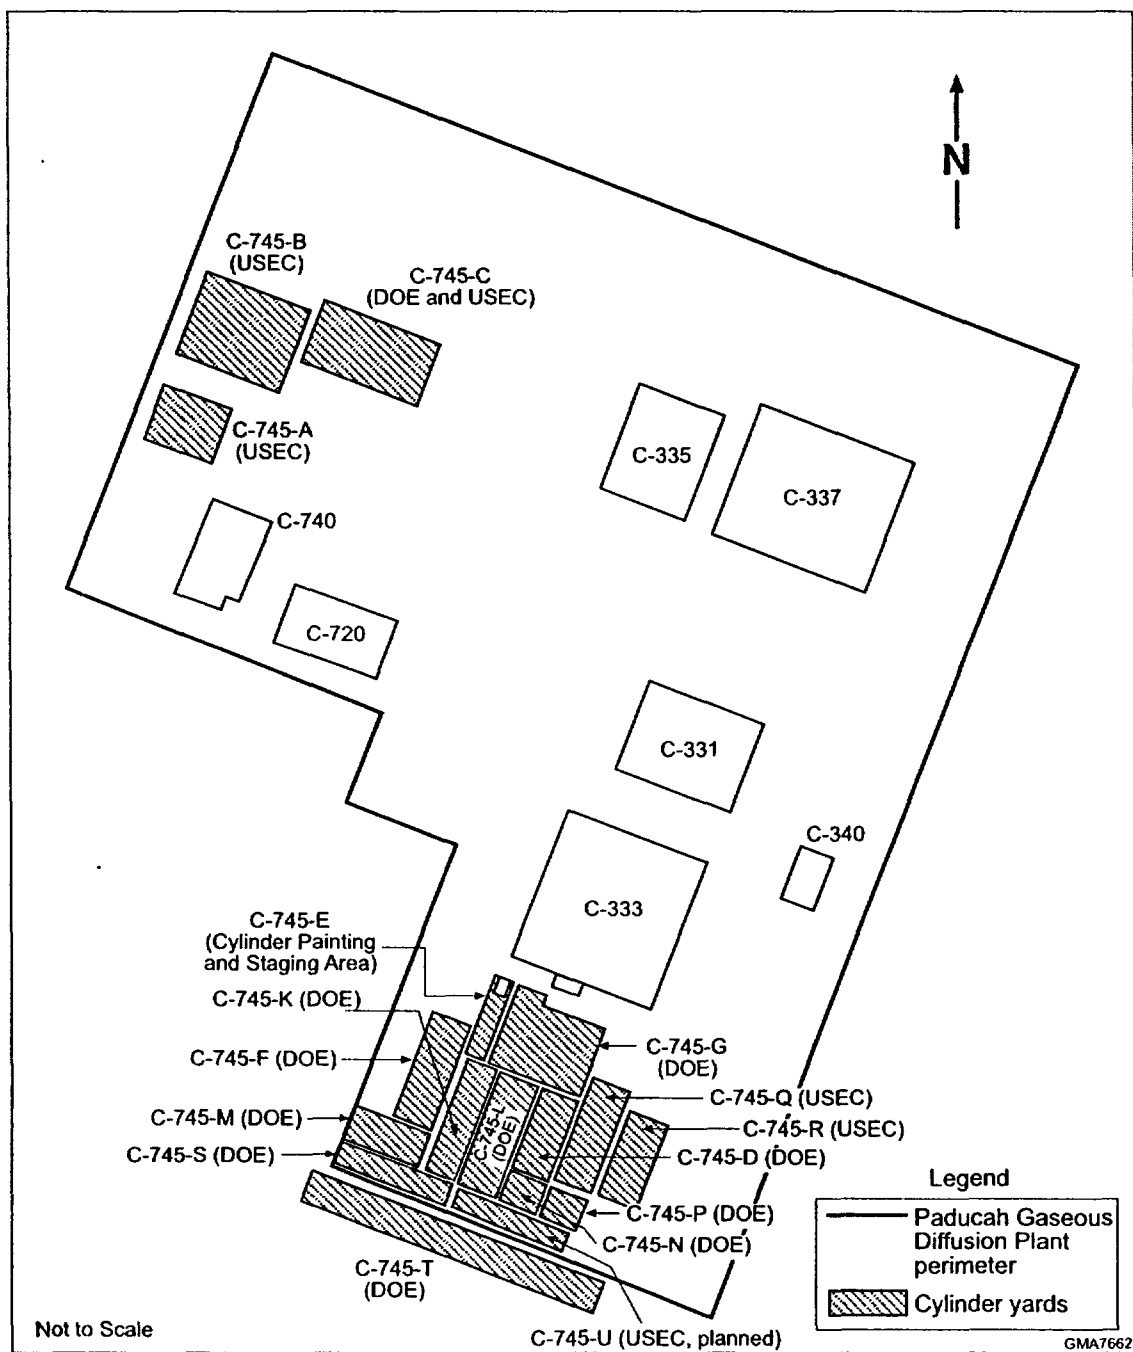 N
C-745-B
(USEC)
C-745-C
(DOE and USEC)
C-745-A
(USEC)
C-335
C-337
C-740
C-720
C-331
C-340
C-333
C-745-E
(Cylinder Painting
and Staging Area)
C-745-K (DOE)
C-745-F (DOE)
C-745-G
(DOE)
C-745-L
(DOE)
C-745-Q (USEC)
C-745-M (DOE)
C-745-R (USEC)
C-745-S (DOE)
C-745-D (DOE)
C-745-P (DOE)
C-745-N (DOE)
C-745-T
(DOE)
C-745-U (USEC, planned)
Legend
Paducah Gaseous
Diffusion Plant
perimeter
Cylinder yards
Not to Scale
GMA7662